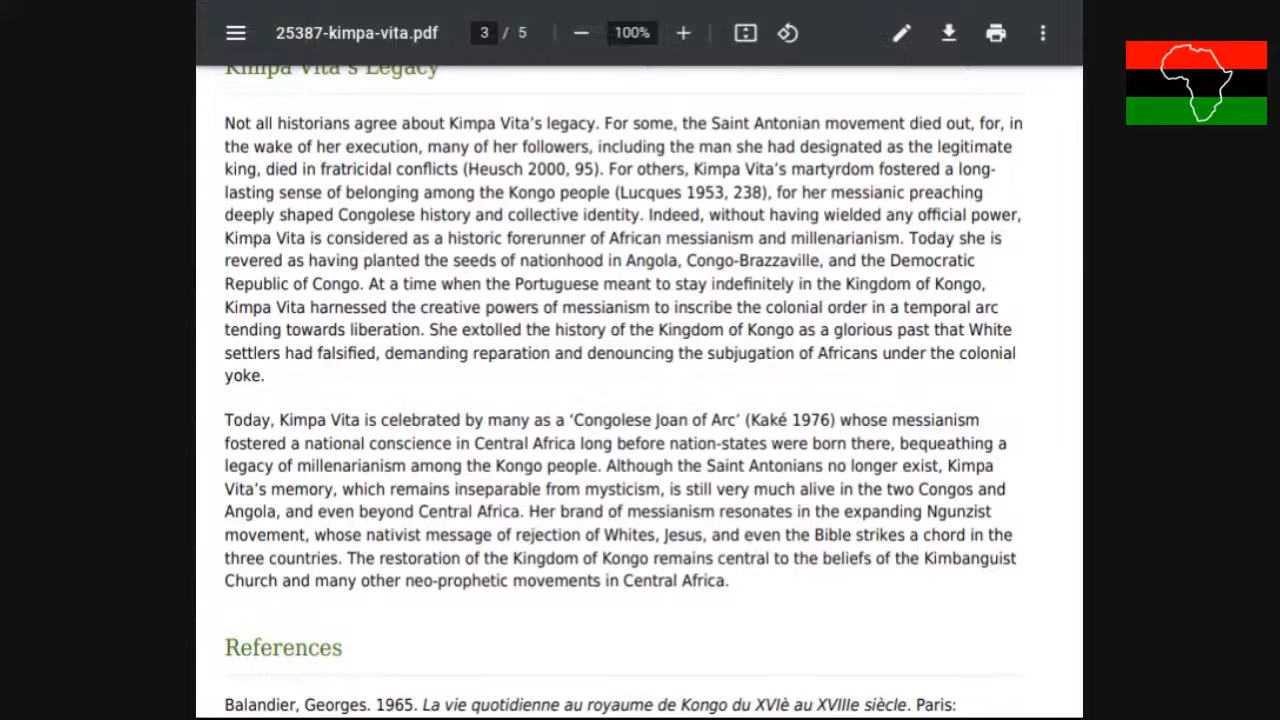 25387-kimpa-vita.pdf 3 / 5 100%
Kimpa Vita's Legacy
Not all historians agree about Kimpa Vita’s legacy. For some, the Saint Antonian movement died out, for, in
the wake of her execution, many of her followers, including the man she had designated as the legitimate
king, died in fratricidal conflicts (Heusch 2000, 95). For others, Kimpa Vita’s martyrdom fostered a long-
lasting sense of belonging among the Kongo people (Lucques 1953, 238), for her messianic preaching
deeply shaped Congolese history and collective identity. Indeed, without having wielded any official power,
Kimpa Vita is considered as a historic forerunner of African messianism and millenarianism. Today she is
revered as having planted the seeds of nationhood in Angola, Congo-Brazzaville, and the Democratic
Republic of Congo. At a time when the Portuguese meant to stay indefinitely in the Kingdom of Kongo,
Kimpa Vita harnessed the creative powers of messianism to inscribe the colonial order in a temporal arc
tending towards liberation. She extolled the history of the Kingdom of Kongo as a glorious past that White
settlers had falsified, demanding reparation and denouncing the subjugation of Africans under the colonial
yoke.
Today, Kimpa Vita is celebrated by many as a ‘Congolese Joan of Arc’ (Kaké 1976) whose messianism
fostered a national conscience in Central Africa long before nation-states were born there, bequeathing a
legacy of millenarianism among the Kongo people. Although the Saint Antonians no longer exist, Kimpa
Vita’s memory, which remains inseparable from mysticism, is still very much alive in the two Congos and
Angola, and even beyond Central Africa. Her brand of messianism resonates in the expanding Ngunzist
movement, whose nativist message of rejection of Whites, Jesus, and even the Bible strikes a chord in the
three countries. The restoration of the Kingdom of Kongo remains central to the beliefs of the Kimbanguist
Church and many other neo-prophetic movements in Central Africa.
References
Balandier, Georges. 1965. La vie quotidienne au royaume de Kongo du XVIè au XVIIIe siècle. Paris: